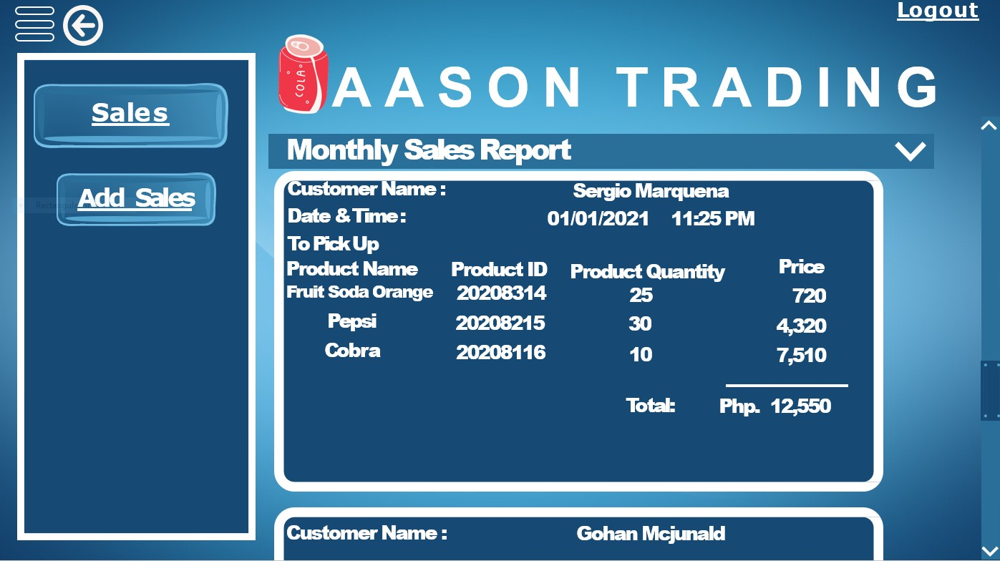 Logout
COLA
AASON TRADING
Sales
Add Sales
Monthly Sales Report
Customer Name : Sergio Marquena
Date & Time : 01/01/2021 11:25 PM
To Pick Up
Product Name Product ID Product Quantity Price
Fruit Soda Orange 20208314 25 720
Pepsi 20208215 30 4,320
Cobra 20208116 10 7,510
Total: Php. 12,550
Customer Name : Gohan Mcjunald